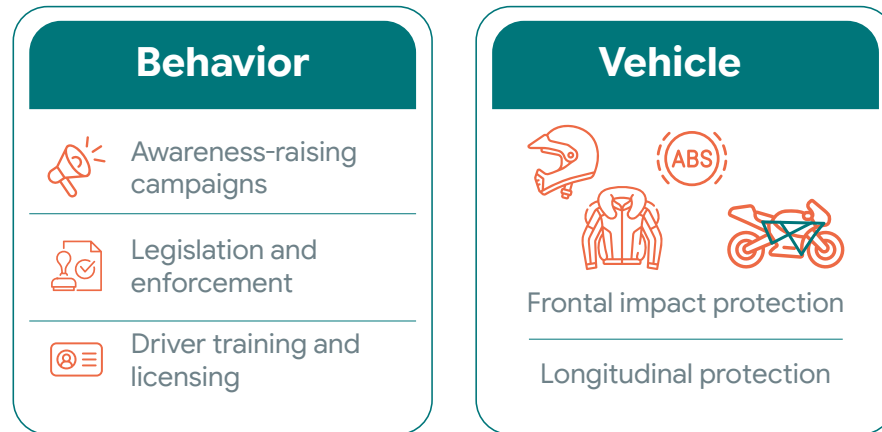 Behavior
Awareness-raising
campaigns
Legislation and
enforcement
Driver training and
licensing
Vehicle
ABS
Frontal impact protection
Longitudinal protection